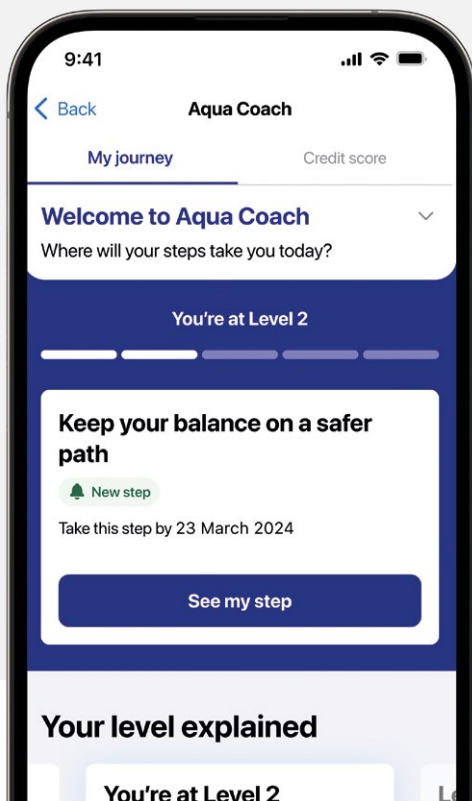 9:41
Back
Aqua Coach
My journey
Credit score
Welcome to Aqua Coach
Where will your steps take you today?
You're at Level 2
Keep your balance on a safer
path
New step
Take this step by 23 March 2024
See my step
Your level explained
You're at Level 2